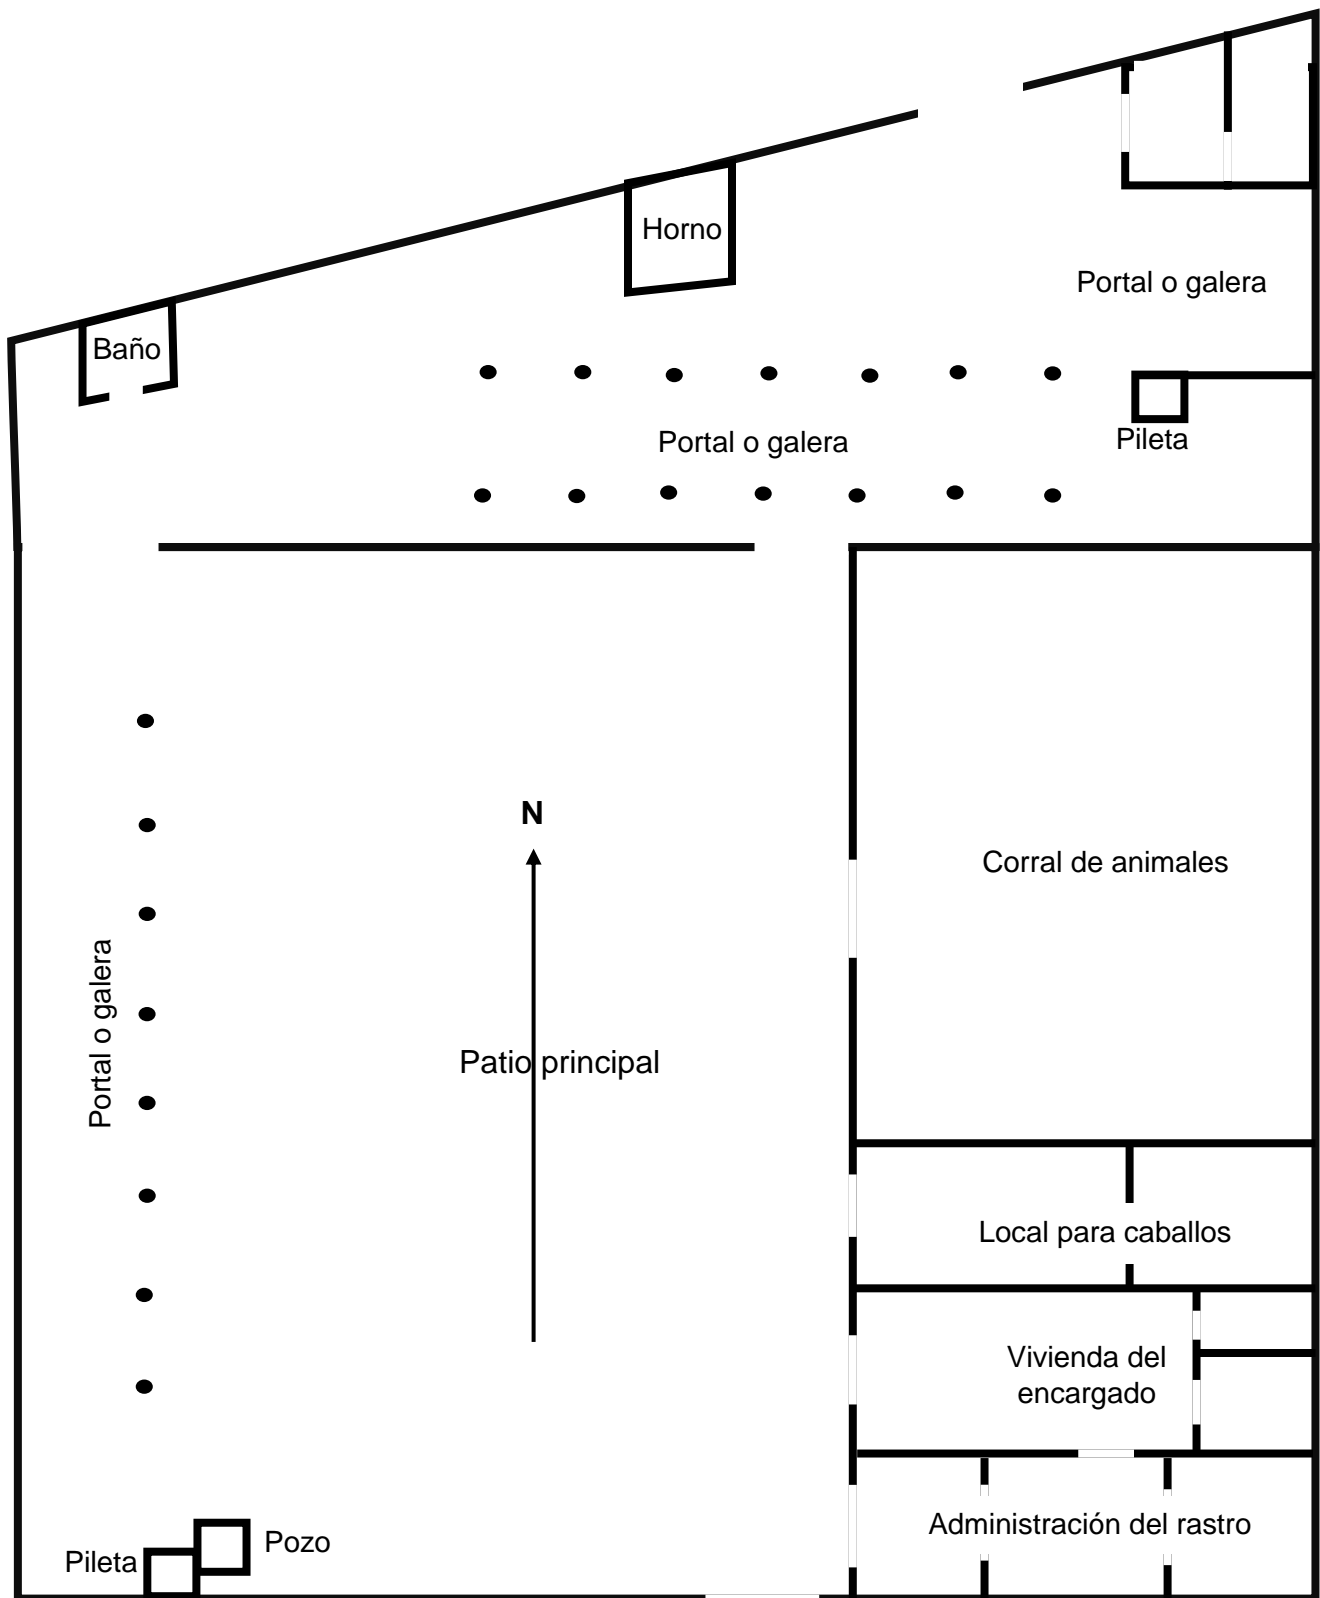 Horno
Portal o galera
Baño
Portal o galera
Pileta
N
Corral de animales
Portal o galera
Patio principal
Local para caballos
Vivienda del
encargado
Administración del rastro
Pozo
Pileta